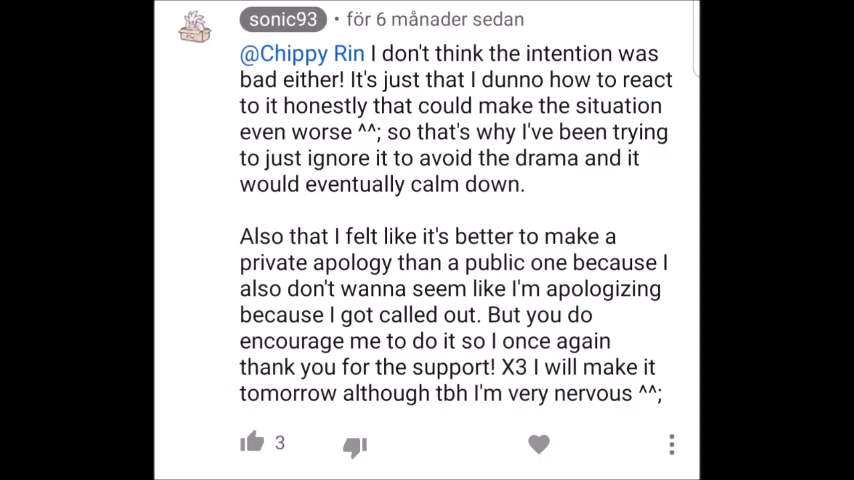 sonic93 • för 6 månader sedan
@Chippy Rin I don't think the intention was
bad either! It's just that I dunno how to react
to it honestly that could make the situation
even worse ^^; so that's why I've been trying
to just ignore it to avoid the drama and it
would eventually calm down.
Also that I felt like it's better to make a
private apology than a public one because I
also don't wanna seem like I'm apologizing
because I got called out. But you do
encourage me to do it so I once again
thank you for the support! X3 I will make it
tomorrow although tbh I'm very nervous ^^;
3